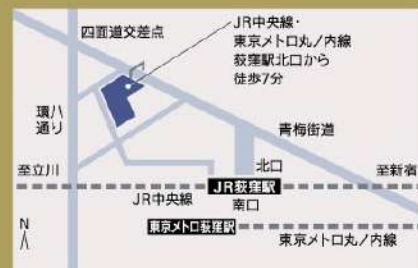 四面道交差点
JR中央線・
東京メトロ丸ノ内線
荻窪駅北口から
徒歩7分
環八
通り
青梅街道
至立川
北口
至新宿
JR荻窪駅
JR中央線
南口
N
東京メトロ荻窪駅
東京メトロ丸ノ内線